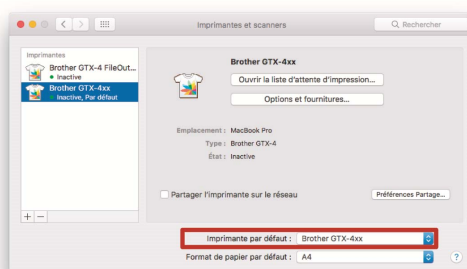 Imprimantes et scanners
Rechercher
Imprimantes
Brother GTX-4 FileOut...
Inactive
Brother GTX-4xx
Inactive, Par défaut
Brother GTX-4xx
Ouvrir la liste d'attente d'impression...
Options et fournitures...
Emplacement : MacBook Pro
Type : Brother GTX-4
État : Inactive
Partager l'imprimante sur le réseau
Préférences Partage...
+ −
Imprimante par défaut : Brother GTX-4xx
Format de papier par défaut : A4
?